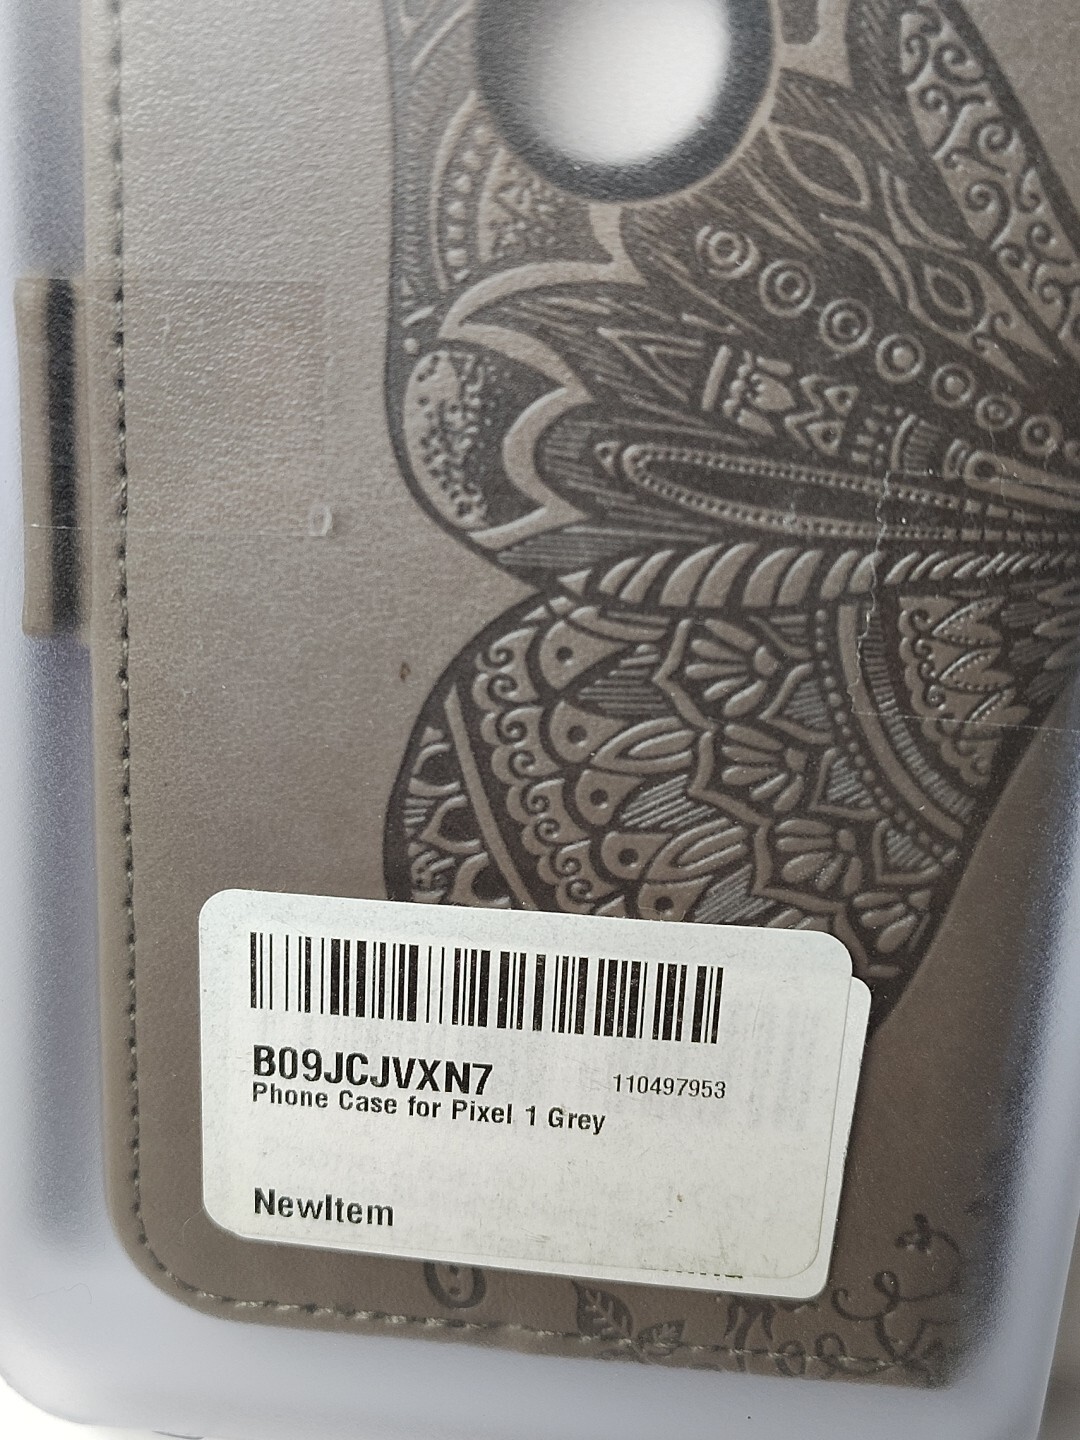 B09JCJVXN7
110497953
Phone Case for Pixel 1 Grey
NewItem